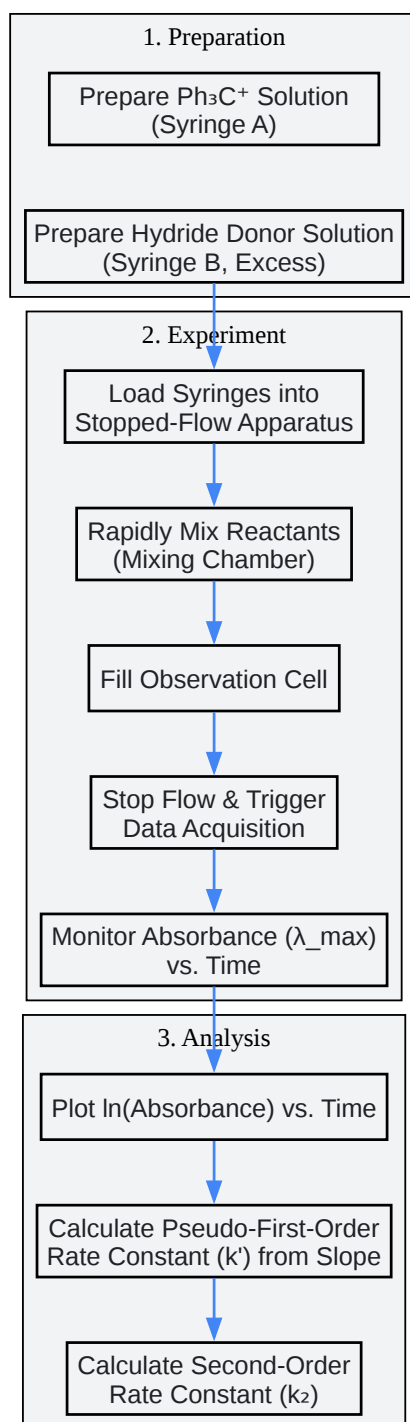 1. Preparation
Prepare Ph₃C⁺ Solution
(Syringe A)
Prepare Hydride Donor Solution
(Syringe B, Excess)
2. Experiment
Load Syringes into
Stopped-Flow Apparatus
Rapidly Mix Reactants
(Mixing Chamber)
Fill Observation Cell
Stop Flow & Trigger
Data Acquisition
Monitor Absorbance (λ_max)
vs. Time
3. Analysis
Plot ln(Absorbance) vs. Time
Calculate Pseudo-First-Order
Rate Constant (k') from Slope
Calculate Second-Order
Rate Constant (k₂)